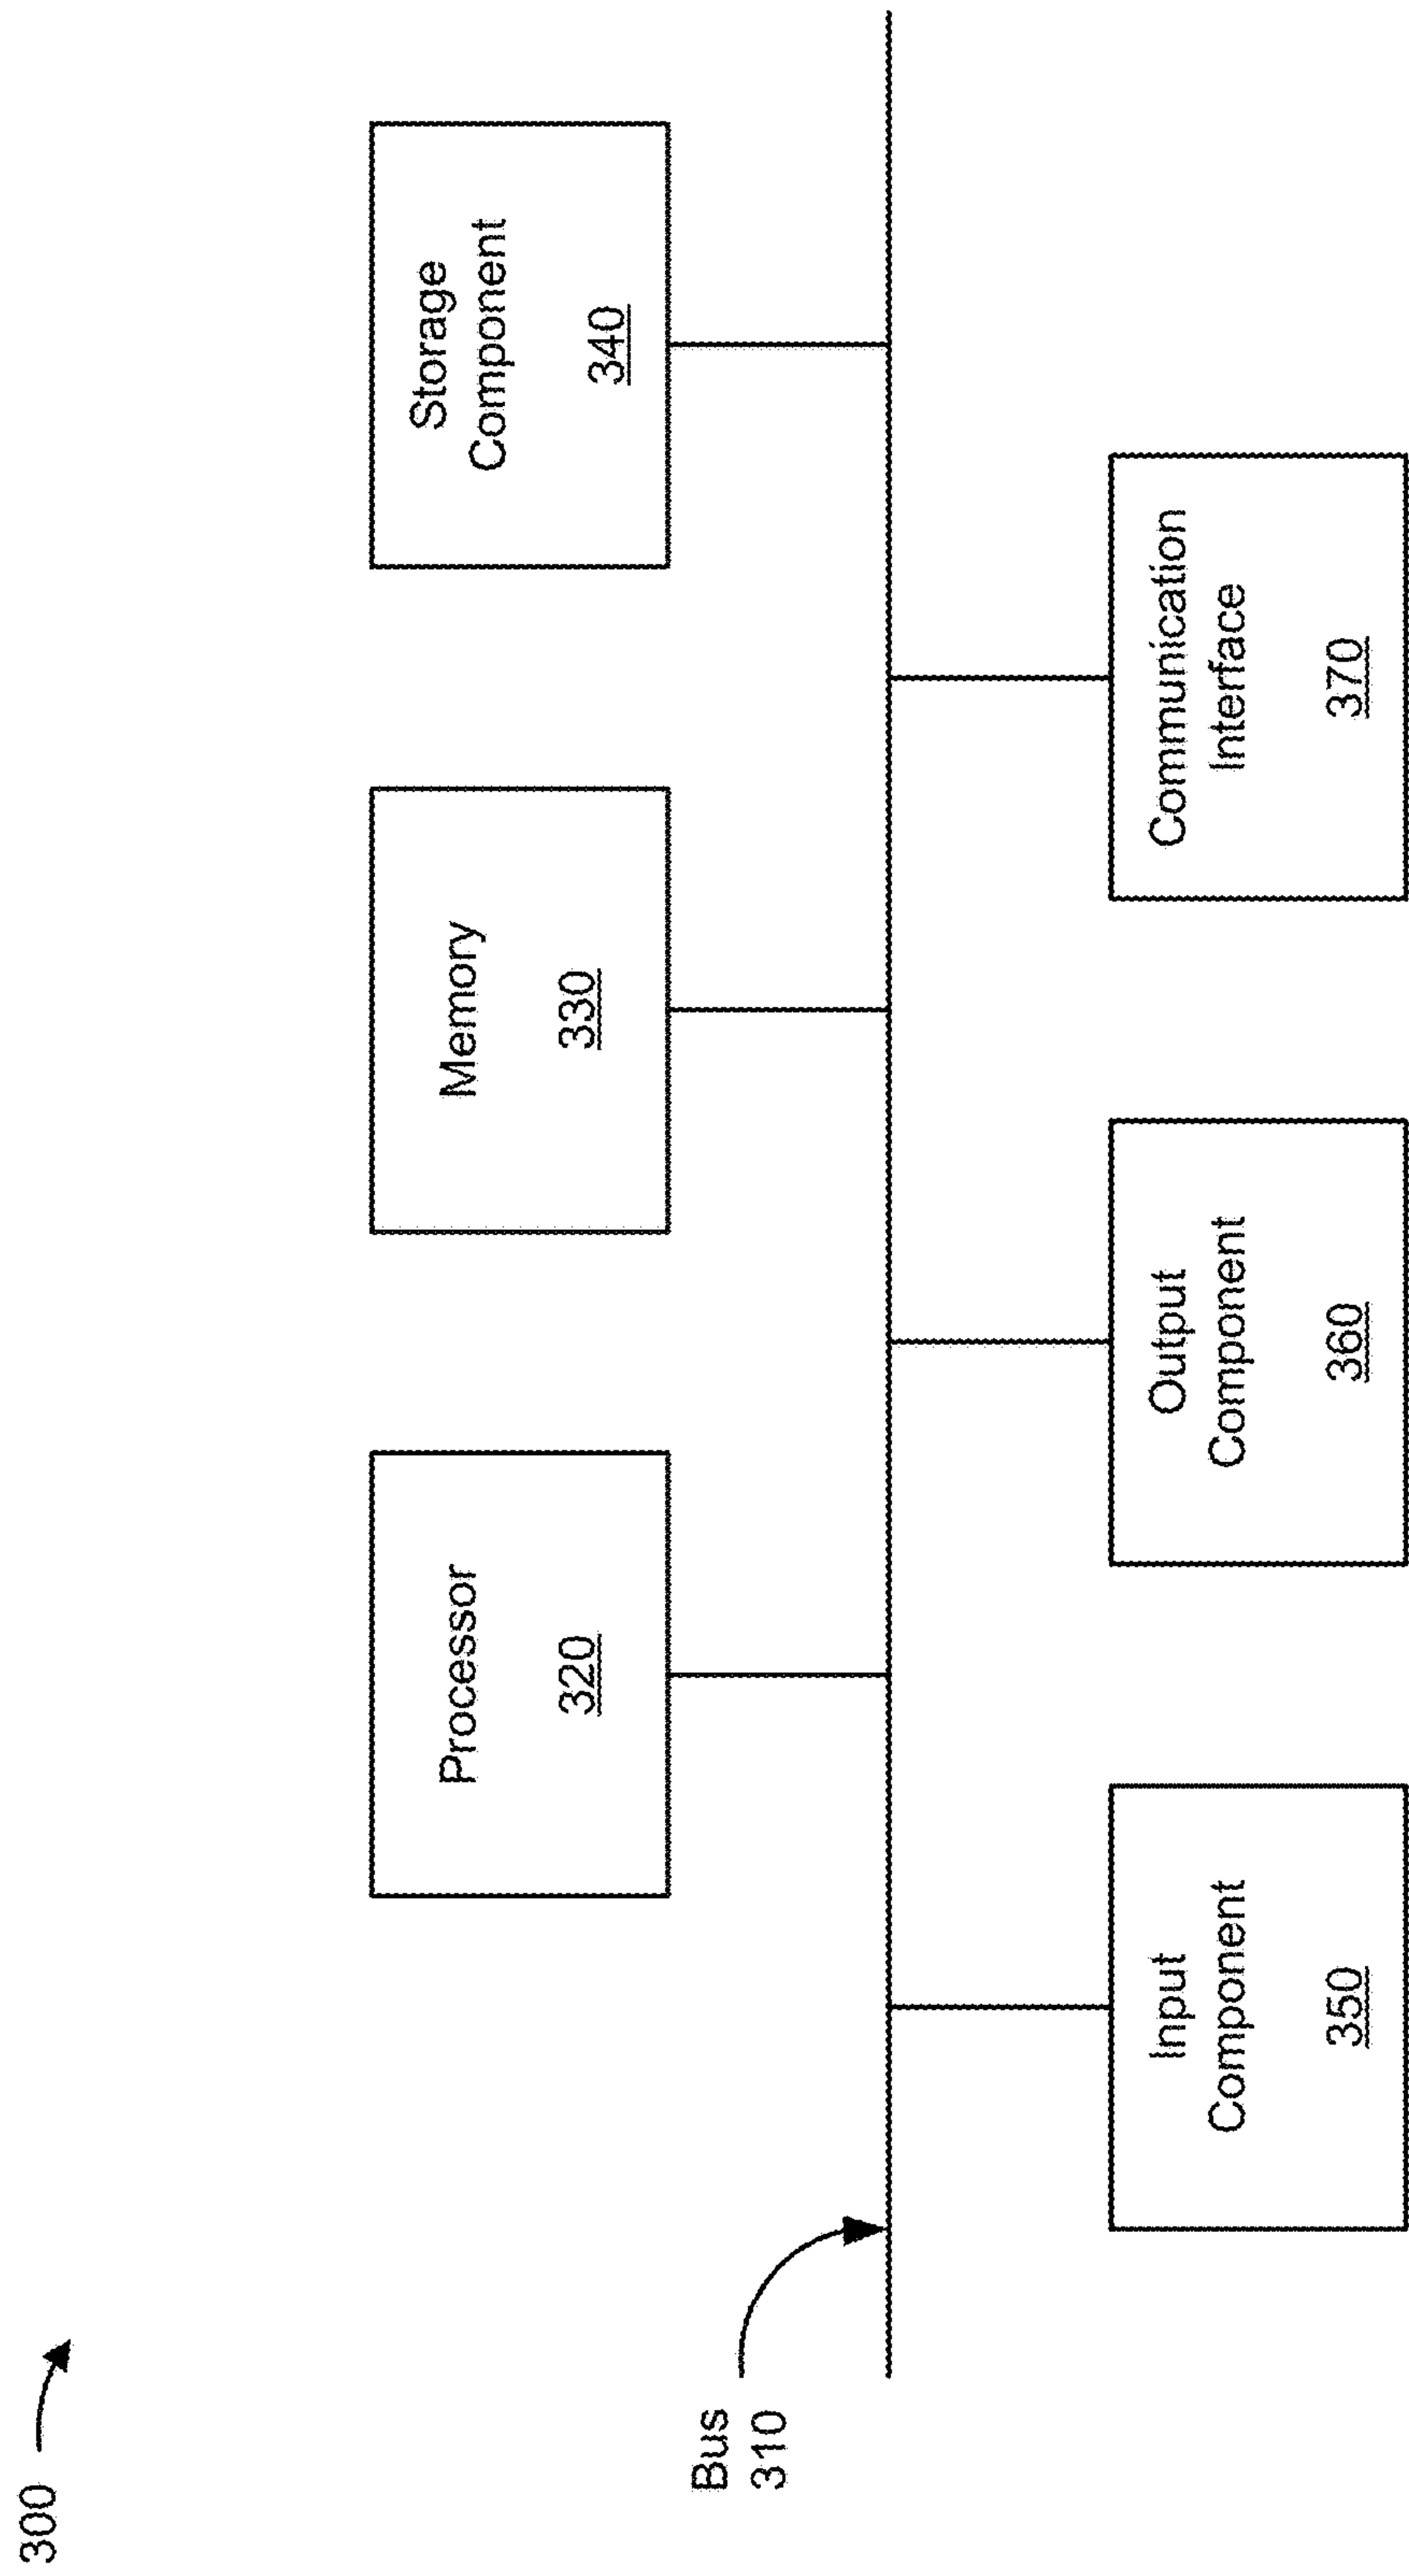 300
Bus
310
Processor
320
Memory
330
Storage
Component
340
Input
Component
350
Output
Component
360
Communication
Interface
370